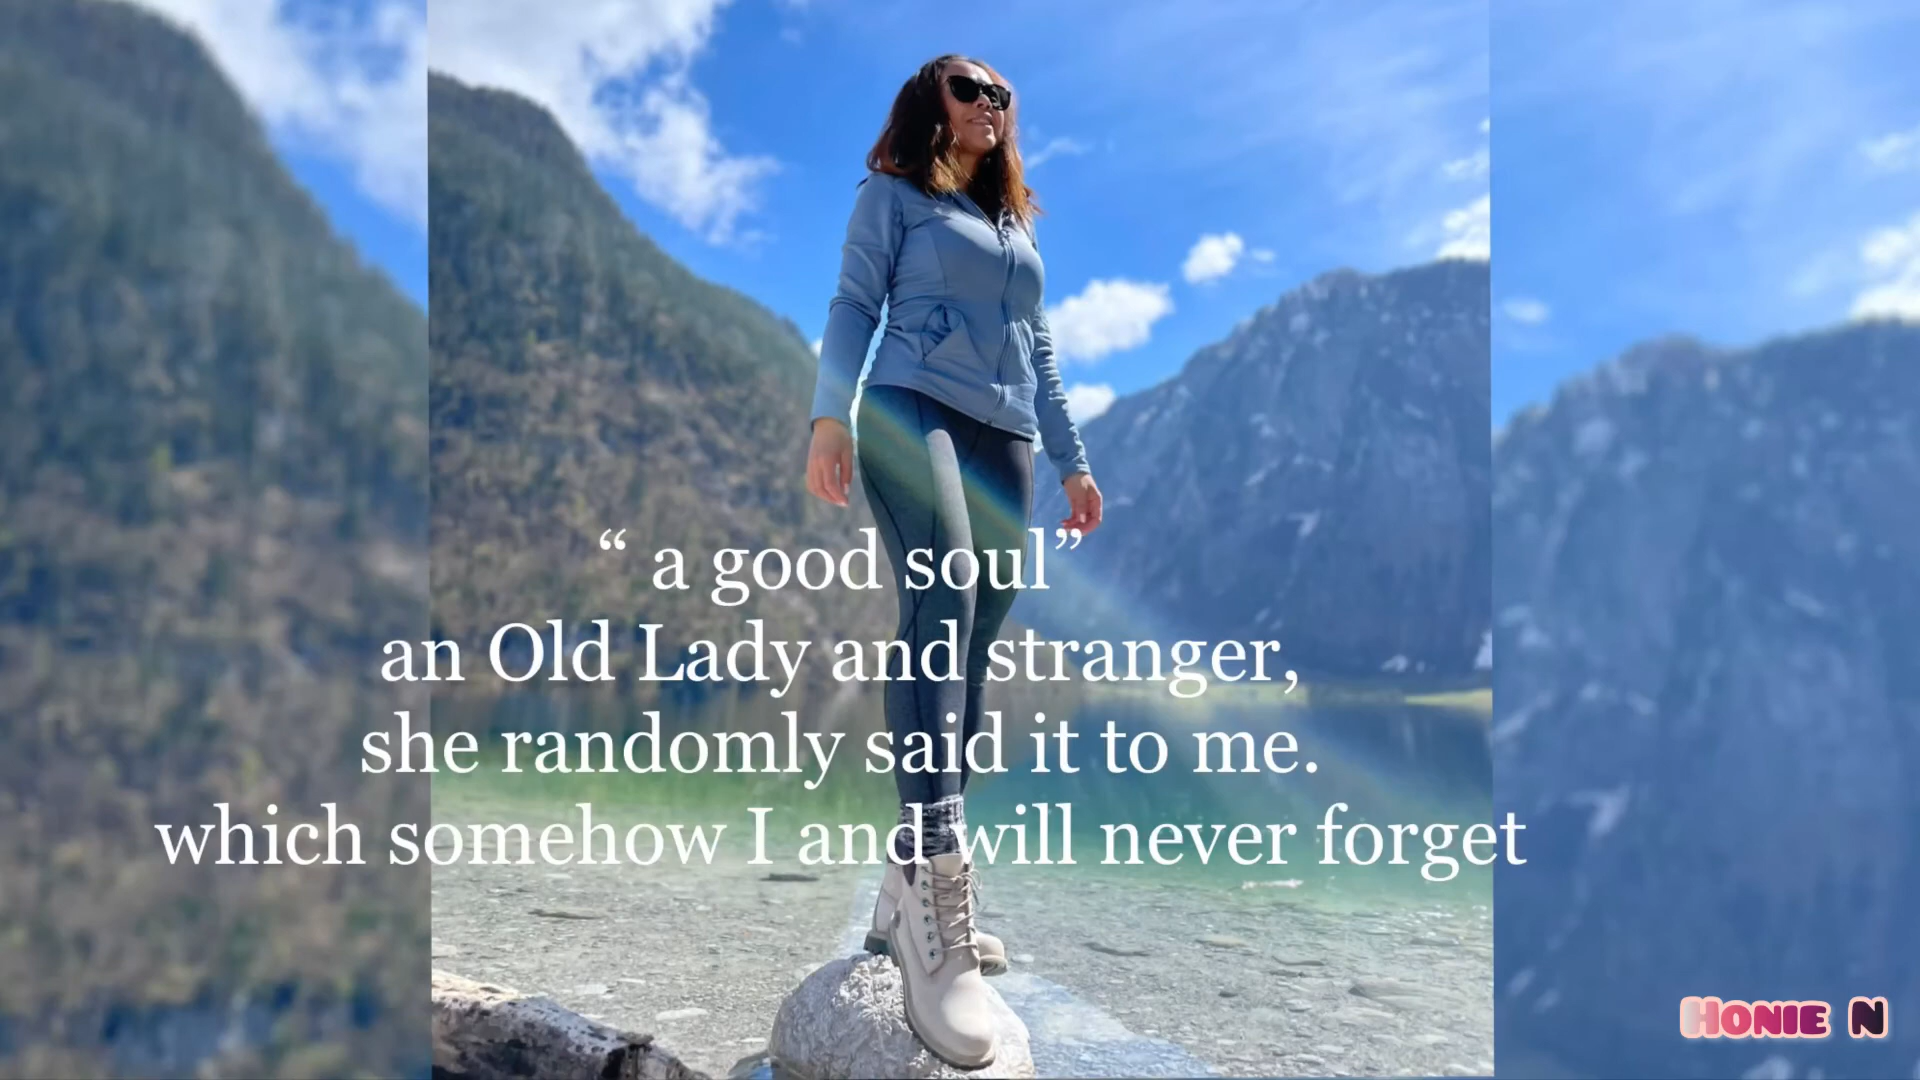 “ a good soul”
an Old Lady and stranger,
she randomly said it to me.
which somehow I and will never forget
HONIE N